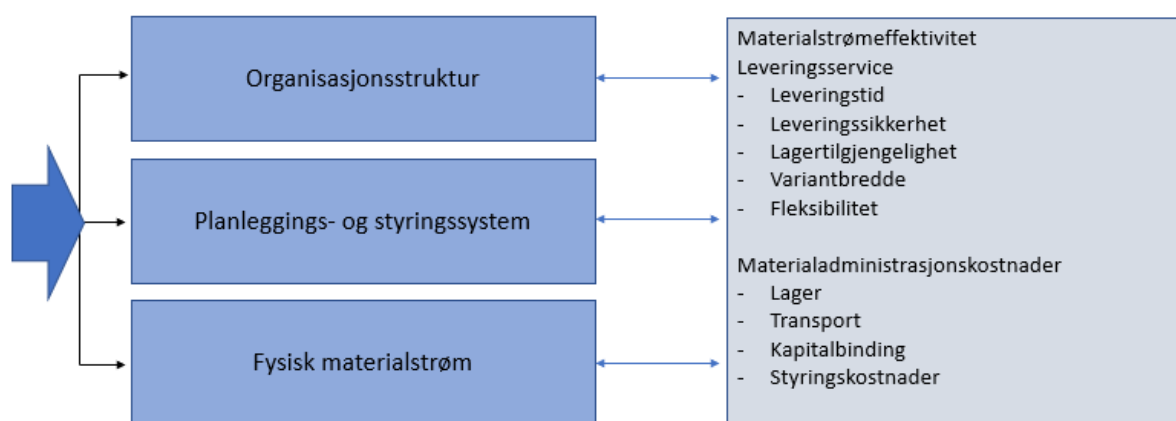 Organisasjonsstruktur
Planleggings- og styringssystem
Fysisk materialstrøm
Materialstrømeffektivitet
Leveringsservice
- Leveringstid
- Leveringssikkerhet
- Lagertilgjengelighet
- Variantbredde
- Fleksibilitet
Materialadministrasjonskostnader
- Lager
- Transport
- Kapitalbinding
- Styringskostnader